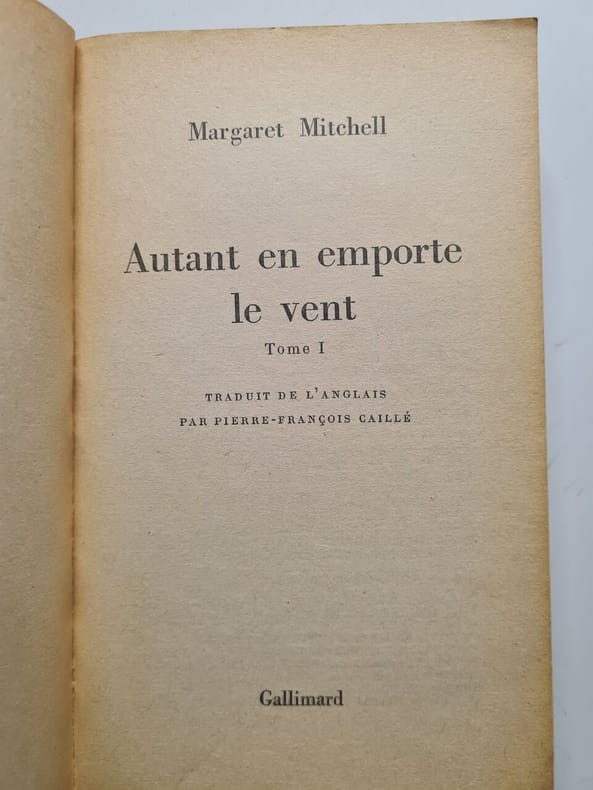 Margaret Mitchell
Autant en emporte
le vent
Tome I
TRADUIT DE L'ANGLAIS
PAR PIERRE-FRANÇOIS CAILLÉ
Gallimard